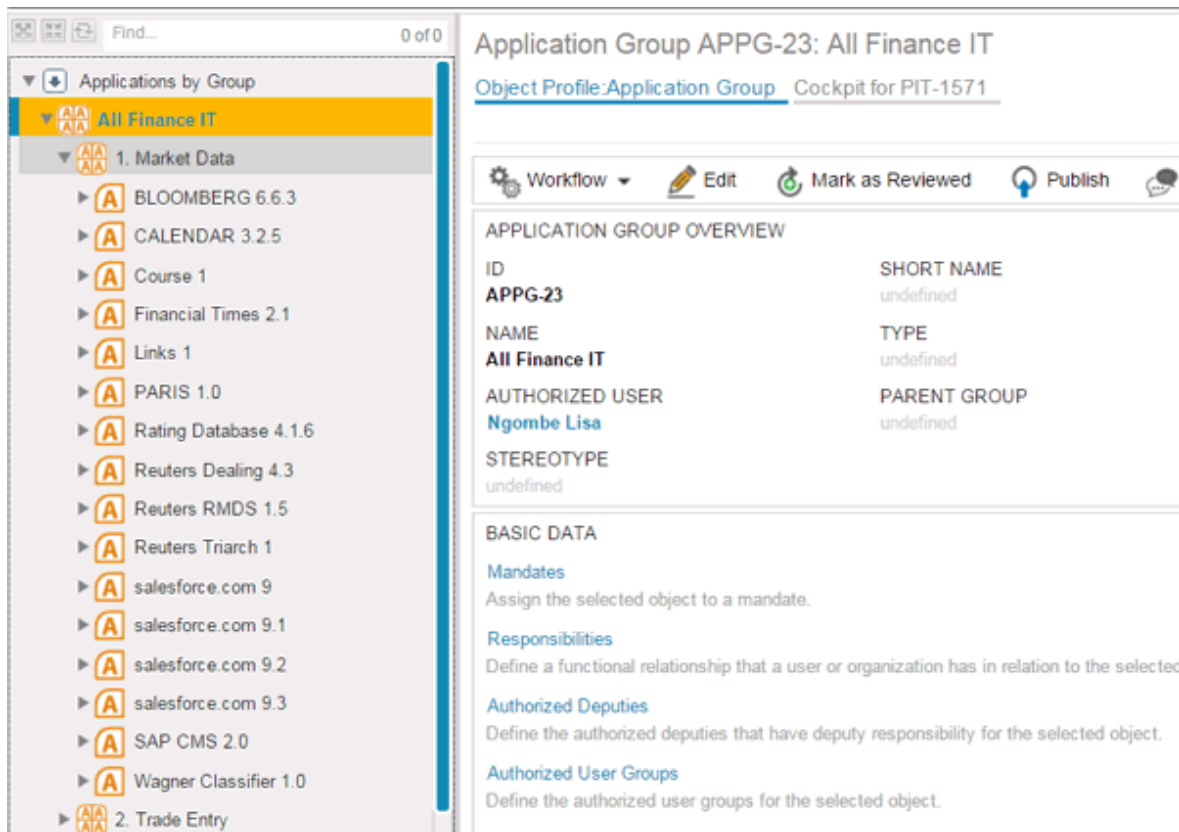 Find...
0 of 0
Applications by Group
All Finance IT
1. Market Data
BLOOMBERG 6.6.3
CALENDAR 3.2.5
Course 1
Financial Times 2.1
Links 1
PARIS 1.0
Rating Database 4.1.6
Reuters Dealing 4.3
Reuters RMDS 1.5
Reuters Triarch 1
salesforce.com 9
salesforce.com 9.1
salesforce.com 9.2
salesforce.com 9.3
SAP CMS 2.0
Wagner Classifier 1.0
2. Trade Entry
Application Group APPG-23: All Finance IT
Object Profile:Application Group Cockpit for PIT-1571
Workflow Edit Mark as Reviewed Publish
APPLICATION GROUP OVERVIEW
ID SHORT NAME
APPG-23 undefined
NAME TYPE
All Finance IT undefined
AUTHORIZED USER PARENT GROUP
Ngombe Lisa undefined
STEREOTYPE
undefined
BASIC DATA
Mandates
Assign the selected object to a mandate.
Responsibilities
Define a functional relationship that a user or organization has in relation to the selected
Authorized Deputies
Define the authorized deputies that have deputy responsibility for the selected object.
Authorized User Groups
Define the authorized user groups for the selected object.